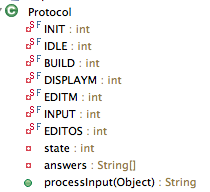 Protocol
S F INIT : int
S F IDLE : int
S F BUILD : int
S F DISPLAYM : int
S F EDITM : int
S F INPUT : int
S F EDITOS : int
state : int
answers : String[]
processInput(Object) : String